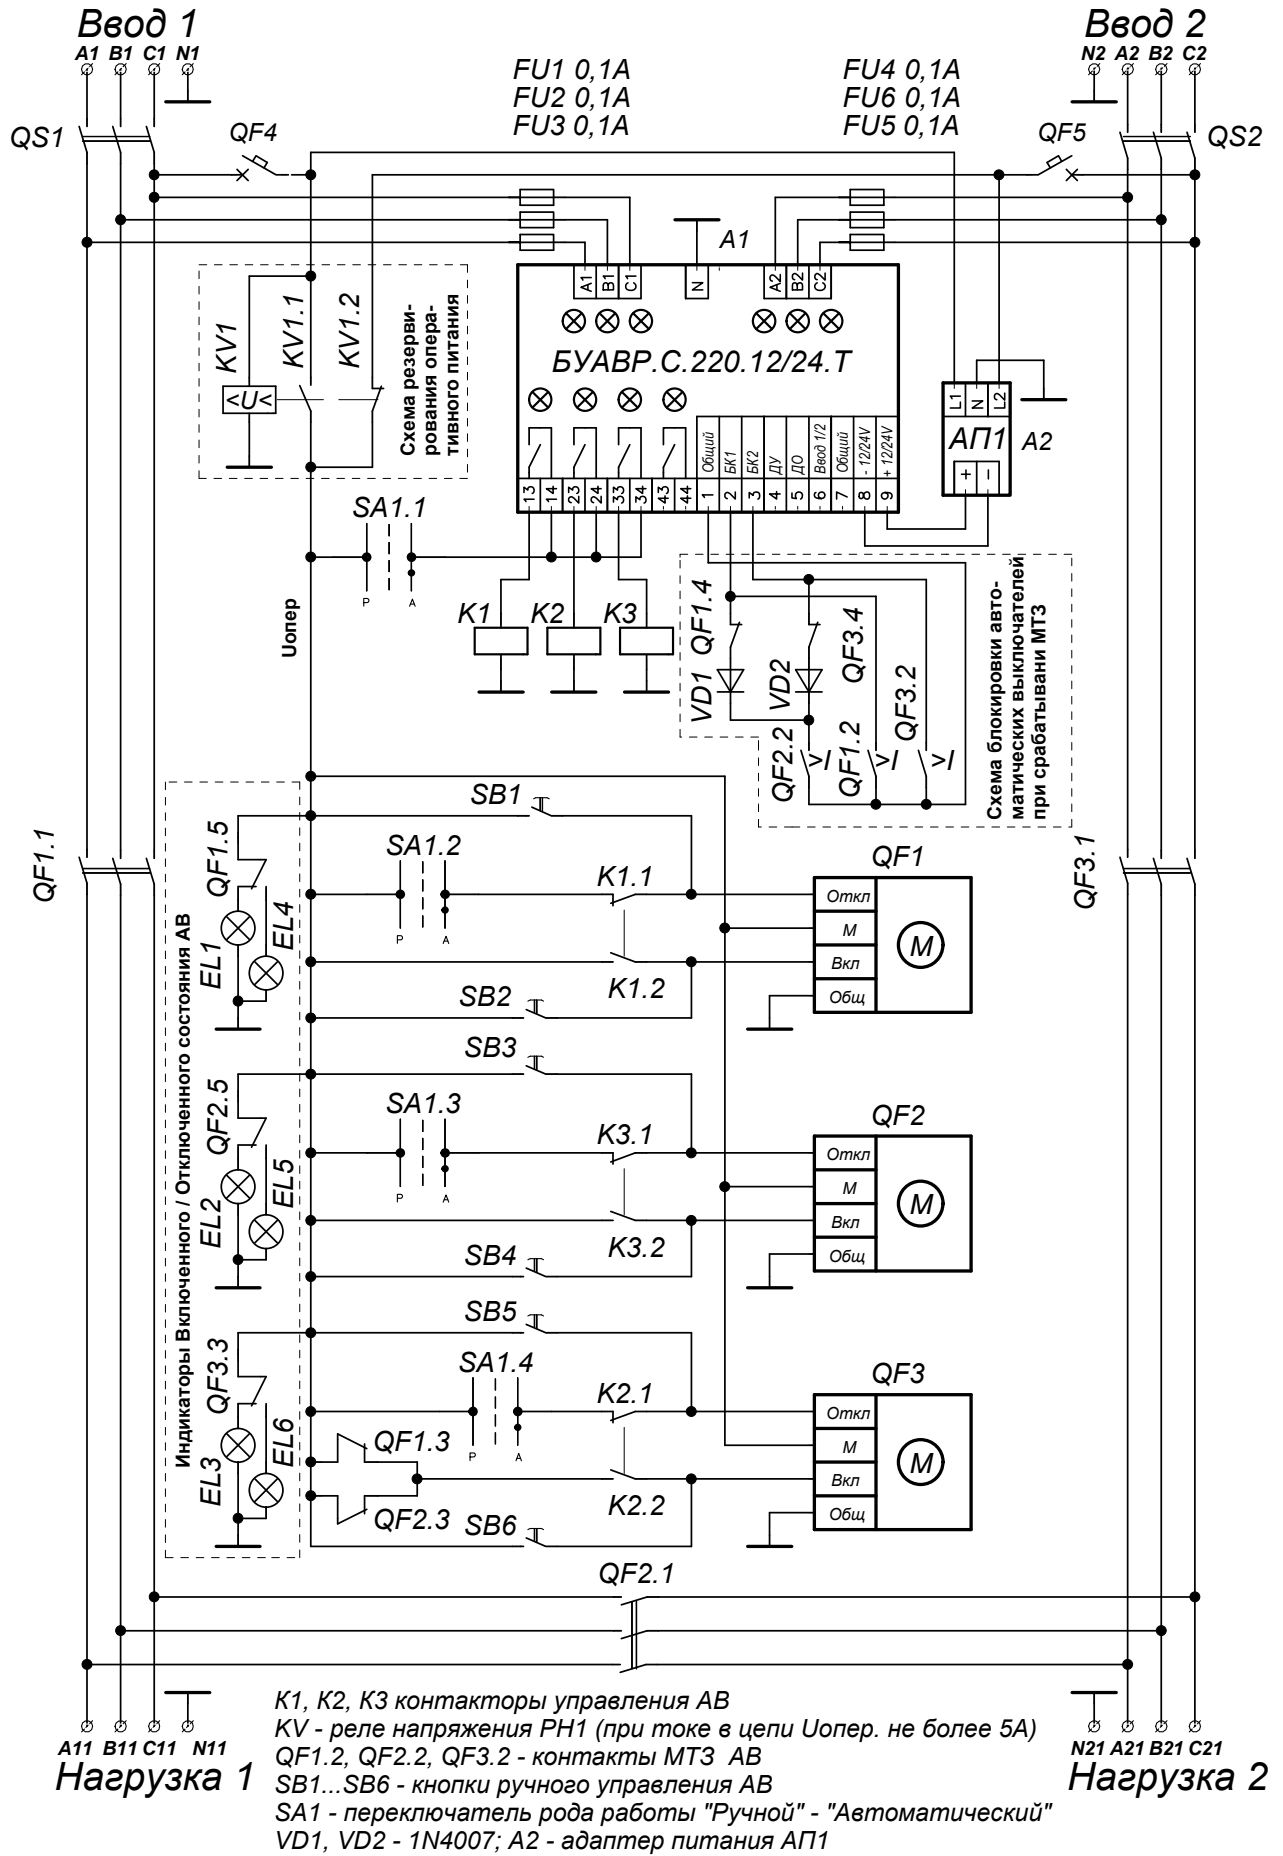 Ввод 1
A1 B1 C1 N1
Ввод 2
N2 A2 B2 C2
FU1 0,1A
FU2 0,1A
FU3 0,1A
FU4 0,1A
FU6 0,1A
FU5 0,1A
QS1
QF4
QF5
QS2
A1
A1
B1
C1
N
A2
B2
C2
БУАВР.С.220.12/24.Т
KV1
KV1.1
KV1.2
<U<
Схема резерви-
рования опера-
тивного питания
L1
N
L2
АП1
A2
+
–
Общий
БК1
БК2
ДУ
ДО
Ввод 1/2
Общий
- 12/24V
+ 12/24V
13
14
23
24
33
34
43
44
1
2
3
4
5
6
7
8
9
SA1.1
Р А
Uопер
K1 K2 K3
QF1.4
VD1
VD2
QF3.4
QF3.2
QF2.2
>I
QF1.2
>I
>I
Схема блокировки авто-
матических выключателей
при срабатывани МТЗ
QF1.1
QF3.1
Индикаторы Включенного / Отключенного состояния АВ
QF1.5
EL1
EL4
SB1
SA1.2
Р А
K1.1
K1.2
SB2
QF1
Откл
М
Вкл
Общ
M
QF2.5
EL2
EL5
SB3
SA1.3
Р А
K3.1
K3.2
SB4
QF2
Откл
М
Вкл
Общ
M
QF3.3
EL3
EL6
SB5
SA1.4
Р А
K2.1
QF1.3
QF2.3
K2.2
SB6
QF3
Откл
М
Вкл
Общ
M
QF2.1
A11 B11 C11 N11
Нагрузка 1
N21 A21 B21 C21
Нагрузка 2
К1, К2, К3 контакторы управления АВ
KV - реле напряжения РН1 (при токе в цепи Uопер. не более 5А)
QF1.2, QF2.2, QF3.2 - контакты МТЗ АВ
SB1...SB6 - кнопки ручного управления АВ
SA1 - переключатель рода работы "Ручной" - "Автоматический"
VD1, VD2 - 1N4007; А2 - адаптер питания АП1